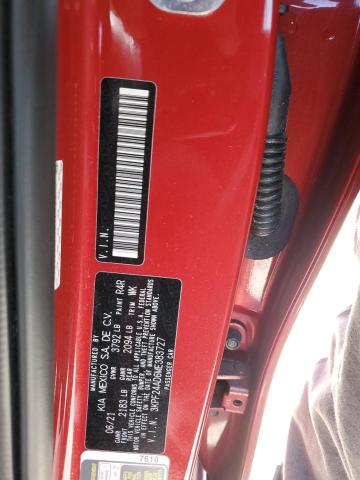 V.I.N.
KIA MEXICO S.A. DE C.V.
06/21 GVWR 3792 LB PAINT R4R
GAWR FRONT 2183 LB GAWR REAR 2094 LB TRIM WK
THIS VEHICLE CONFORMS TO ALL APPLICABLE U.S.A. FEDERAL
MOTOR VEHICLE SAFETY, BUMPER, AND THEFT PREVENTION
STANDARDS IN EFFECT ON THE DATE OF MANUFACTURE
SHOWN ABOVE.
V.I.N. 3KPF24AD6ME383727
PASSENGER CAR
7610